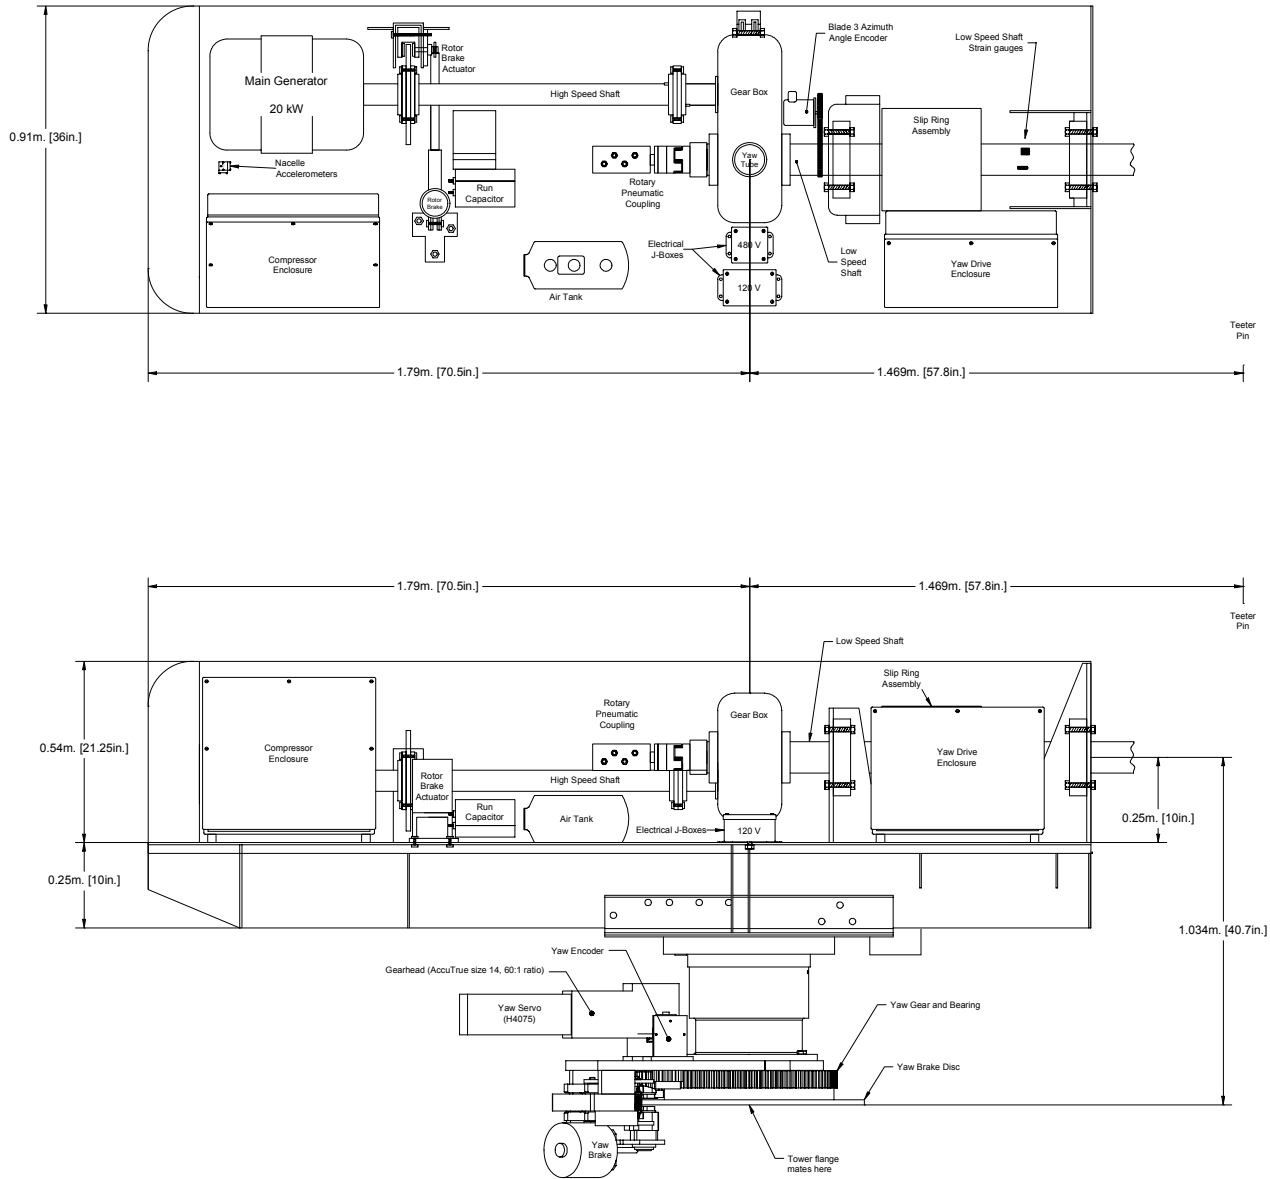 Blade 3 Azimuth
Angle Encoder
Low Speed Shaft
Strain gauges
Rotor
Brake
Actuator
Main Generator
20 kW
High Speed Shaft
Gear Box
Slip Ring
Assembly
0.91m. [36in.]
Nacelle
Accelerometers
Yaw
Tube
Rotary
Pneumatic
Coupling
Run
Capacitor
Rotor
Brake
Electrical
J-Boxes
480 V
Low
Speed
Shaft
Compressor
Enclosure
Yaw Drive
Enclosure
120 V
Air Tank
Teeter
Pin
1.79m. [70.5in.]
1.469m. [57.8in.]
1.79m. [70.5in.]
1.469m. [57.8in.]
Teeter
Pin
Low Speed Shaft
Slip Ring
Assembly
Rotary
Pneumatic
Coupling
Gear Box
0.54m. [21.25in.]
Compressor
Enclosure
Yaw Drive
Enclosure
Rotor
Brake
Actuator
High Speed Shaft
Run
Capacitor
Air Tank
Electrical J-Boxes
120 V
0.25m. [10in.]
0.25m. [10in.]
1.034m. [40.7in.]
Yaw Encoder
Gearhead (AccuTrue size 14, 60:1 ratio)
Yaw Servo
(H4075)
Yaw Gear and Bearing
Yaw Brake Disc
Yaw
Brake
Tower flange
mates here